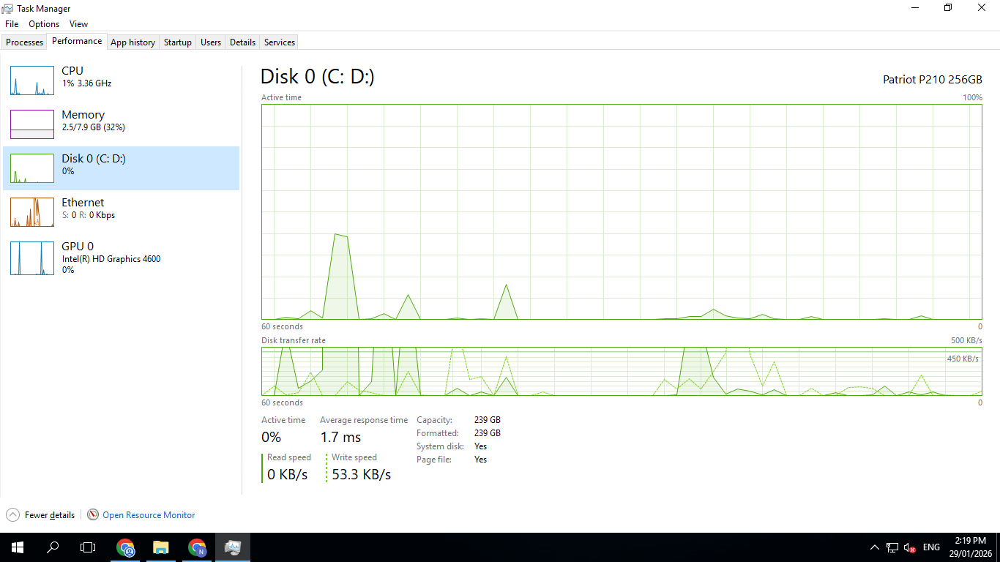 Task Manager
File Options View
Processes Performance App history Startup Users Details Services
CPU
1% 3.36 GHz
Memory
2.5/7.9 GB (32%)
Disk 0 (C: D:)
0%
Ethernet
S: 0 R: 0 Kbps
GPU 0
Intel(R) HD Graphics 4600
0%
Disk 0 (C: D:)
Patriot P210 256GB
Active time 100%
60 seconds 0
Disk transfer rate 500 KB/s
450 KB/s
60 seconds 0
Active time
0%
Average response time
1.7 ms
Read speed
0 KB/s
Write speed
53.3 KB/s
Capacity: 239 GB
Formatted: 239 GB
System disk: Yes
Page file: Yes
Fewer details Open Resource Monitor
N
ENG
2:19 PM
29/01/2026